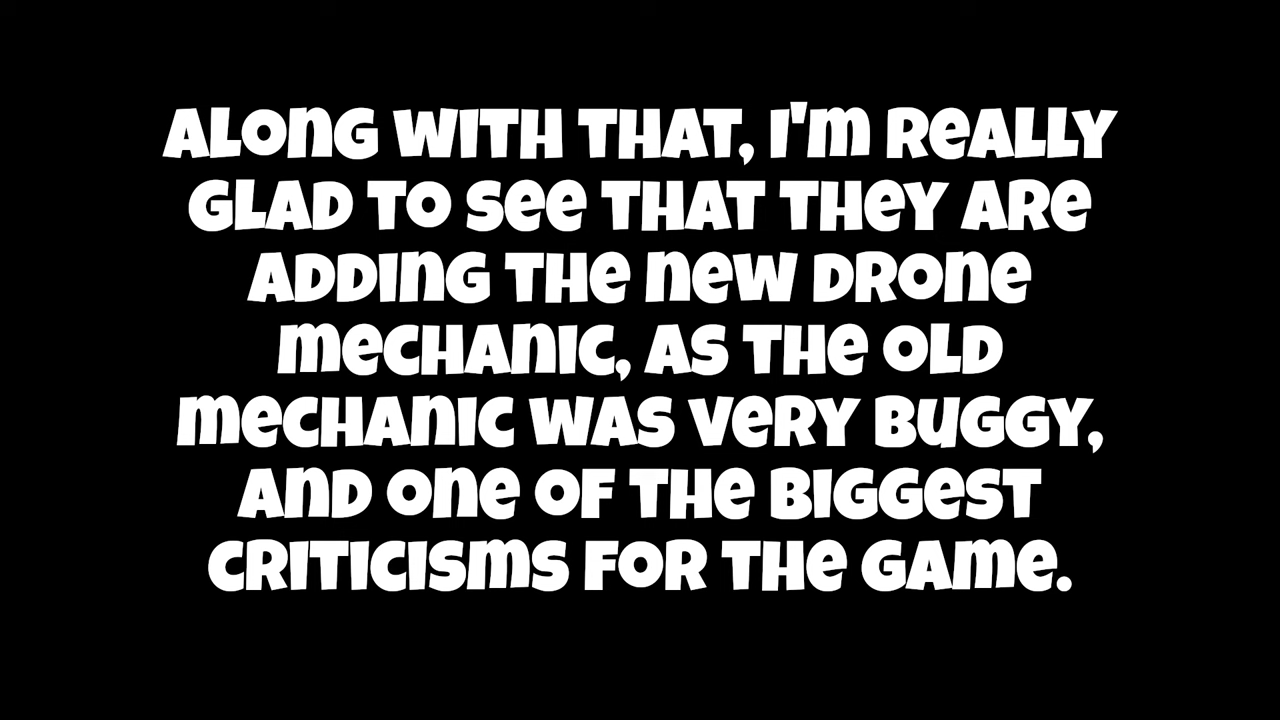 Along with that, I'm really
glad to see that they are
adding the new drone
mechanic, as the old
mechanic was very buggy,
and one of the biggest
criticisms for the game.